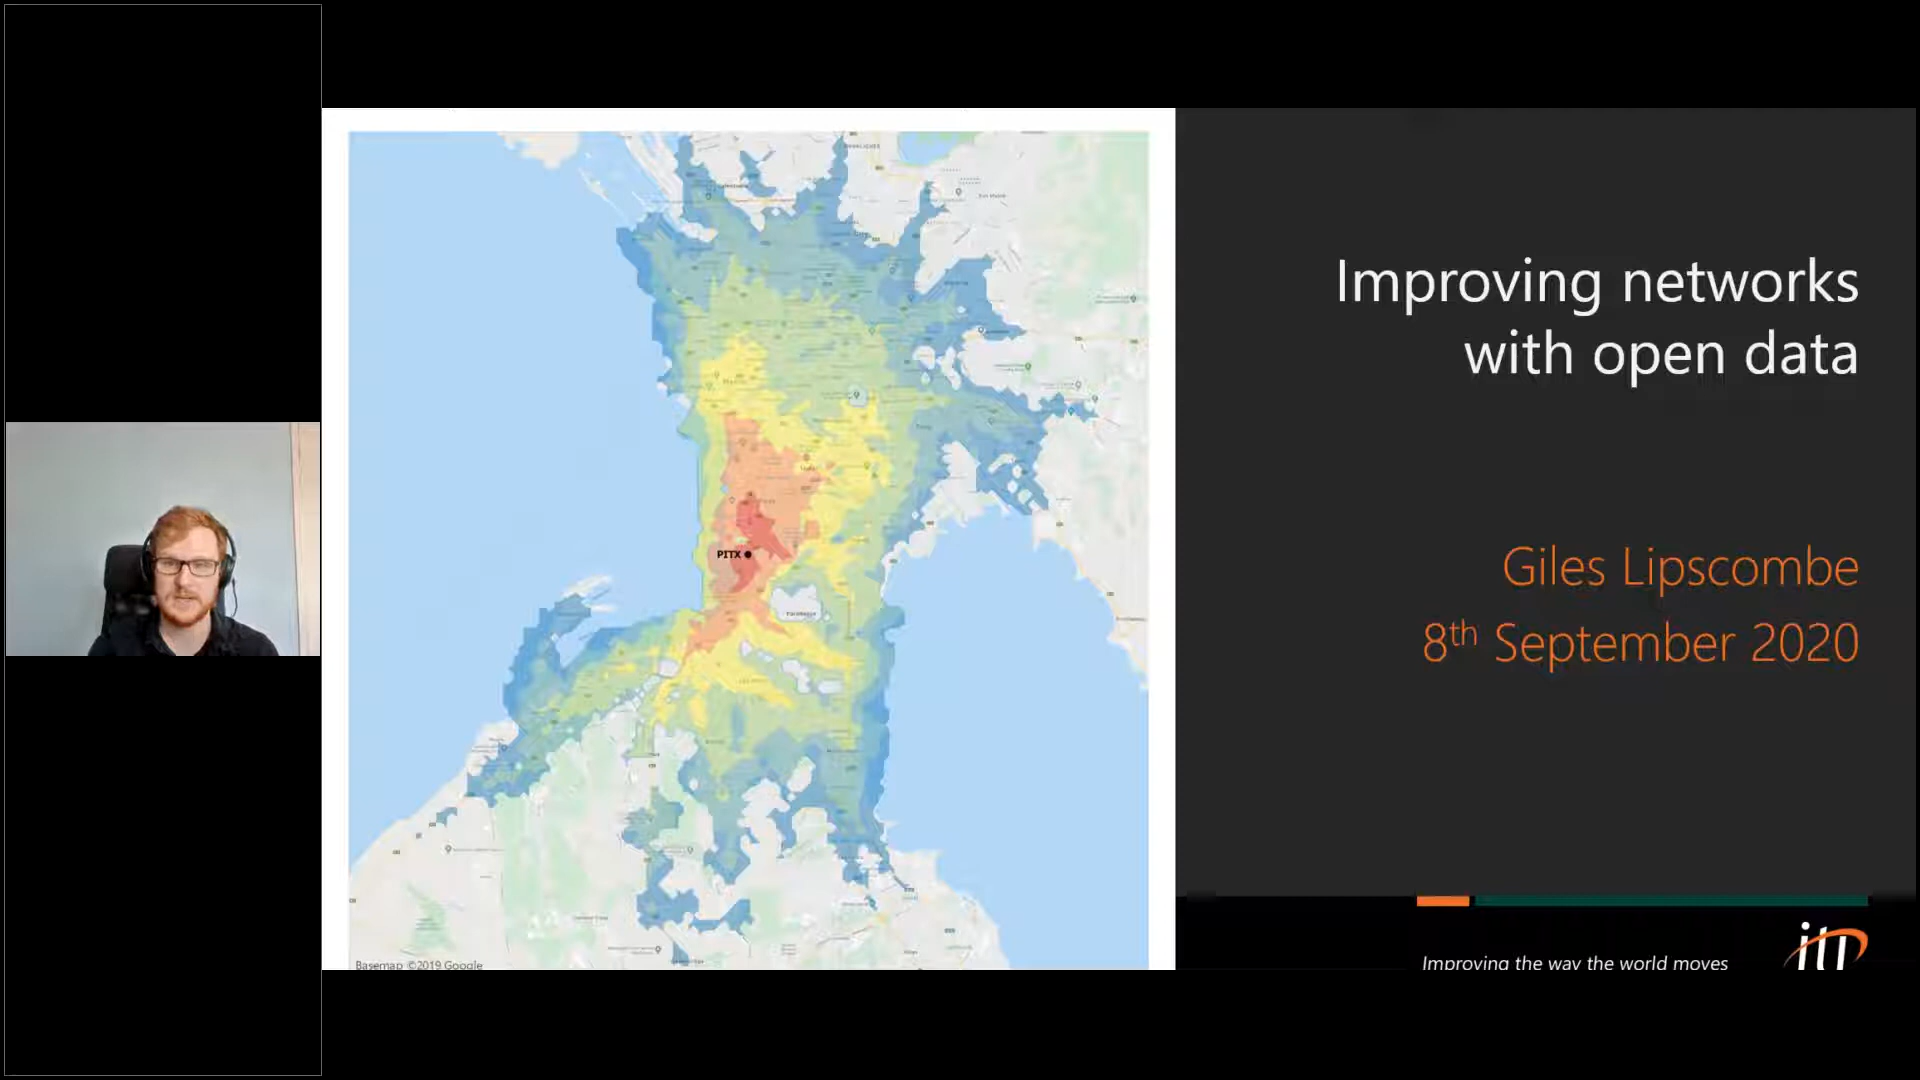 PITX
Basemap ©2019 Google
Improving networks
with open data
Giles Lipscombe
8th September 2020
Improving the way the world moves
itp